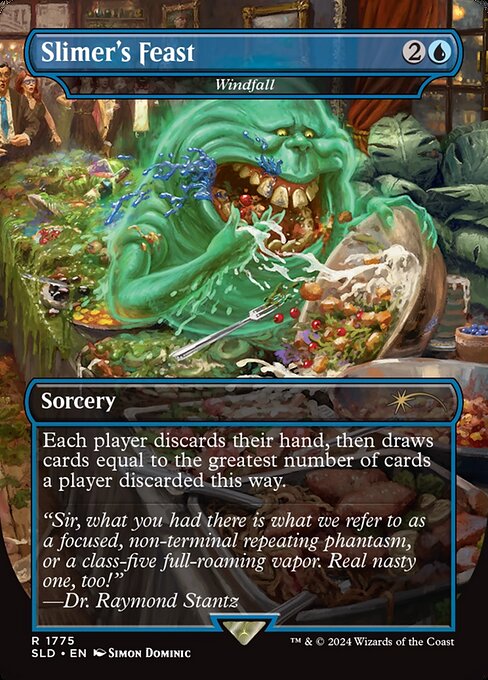 Slimer's Feast 2
Windfall
Sorcery
Each player discards their hand, then draws
cards equal to the greatest number of cards
a player discarded this way.
“Sir, what you had there is what we refer to as
a focused, non-terminal repeating phantasm,
or a class-five full-roaming vapor. Real nasty
one, too!”
—Dr. Raymond Stantz
R 1775
SLD • EN Simon Dominic
™ & © 2024 Wizards of the Coast